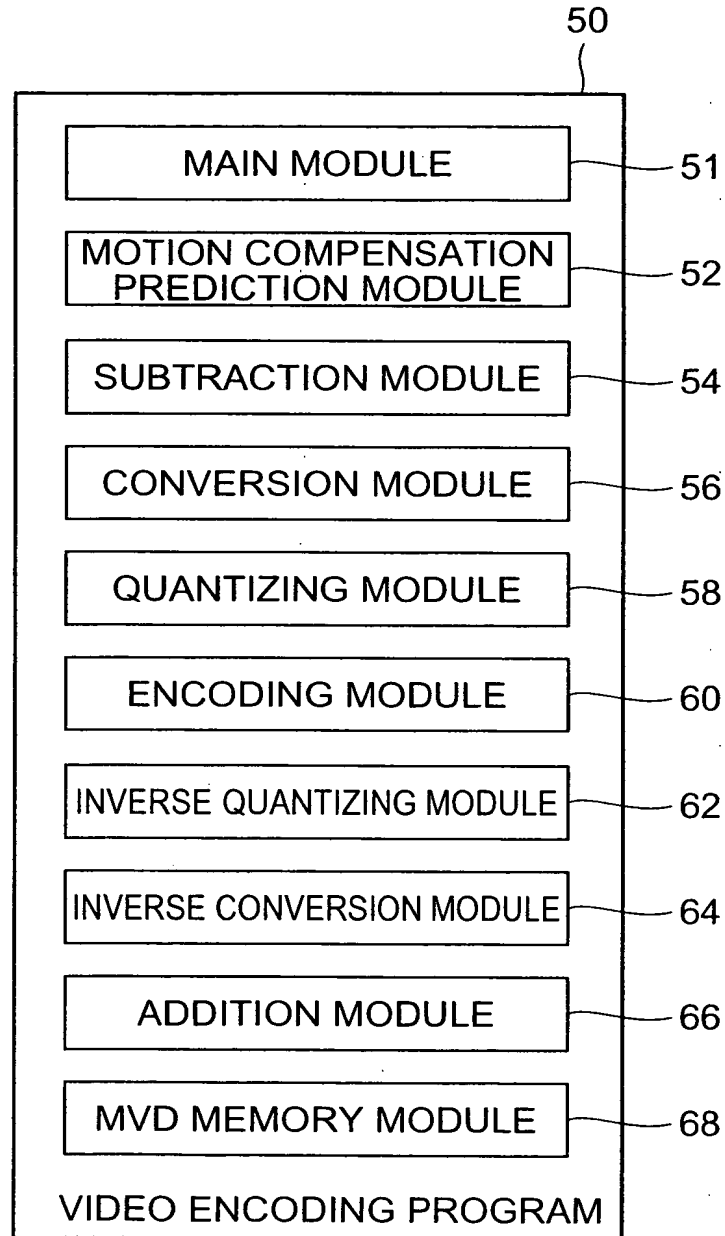 50
MAIN MODULE 51
MOTION COMPENSATION
PREDICTION MODULE 52
SUBTRACTION MODULE 54
CONVERSION MODULE 56
QUANTIZING MODULE 58
ENCODING MODULE 60
INVERSE QUANTIZING MODULE 62
INVERSE CONVERSION MODULE 64
ADDITION MODULE 66
MVD MEMORY MODULE 68
VIDEO ENCODING PROGRAM